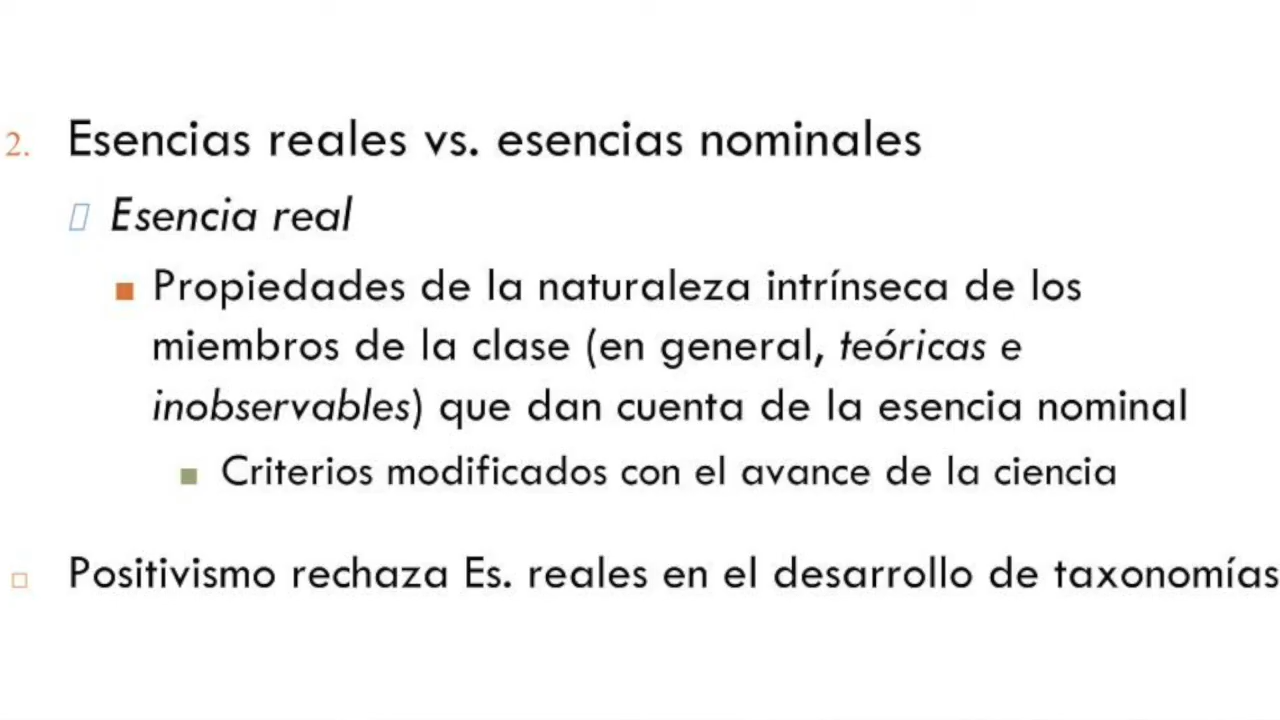 2. Esencias reales vs. esencias nominales
Esencia real
Propiedades de la naturaleza intrínseca de los
miembros de la clase (en general, teóricas e
inobservables) que dan cuenta de la esencia nominal
Criterios modificados con el avance de la ciencia
Positivismo rechaza Es. reales en el desarrollo de taxonomías